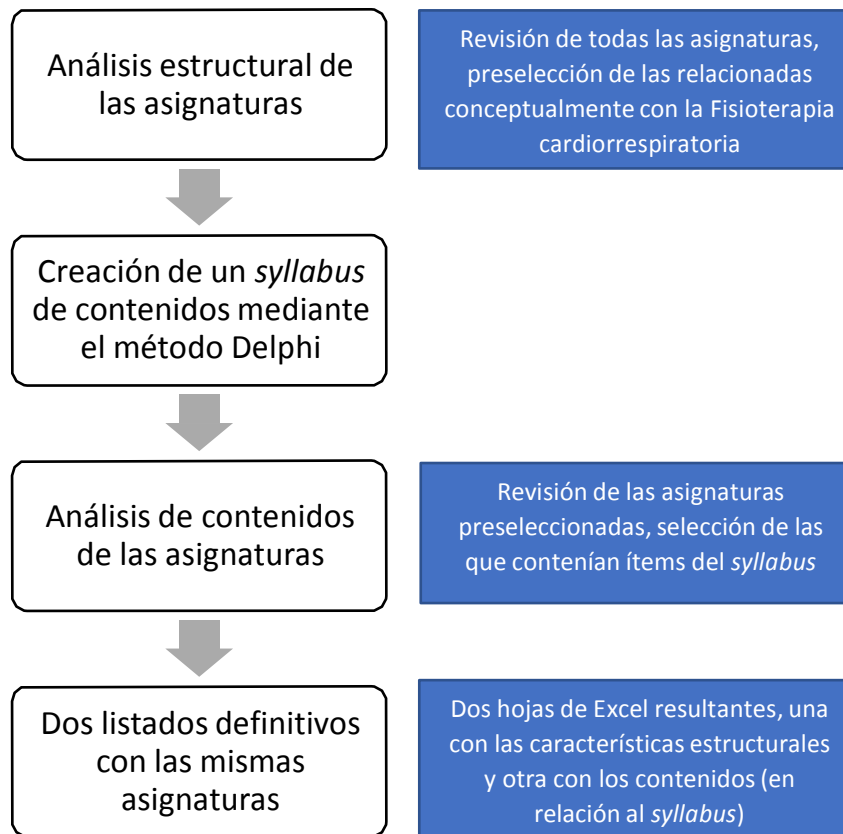 Análisis estructural de
las asignaturas
Revisión de todas las asignaturas,
preselección de las relacionadas
conceptualmente con la Fisioterapia
cardiorrespiratoria
Creación de un syllabus
de contenidos mediante
el método Delphi
Análisis de contenidos
de las asignaturas
Revisión de las asignaturas
preseleccionadas, selección de las
que contenían ítems del syllabus
Dos listados definitivos
con las mismas
asignaturas
Dos hojas de Excel resultantes, una
con las características estructurales
y otra con los contenidos (en
relación al syllabus)